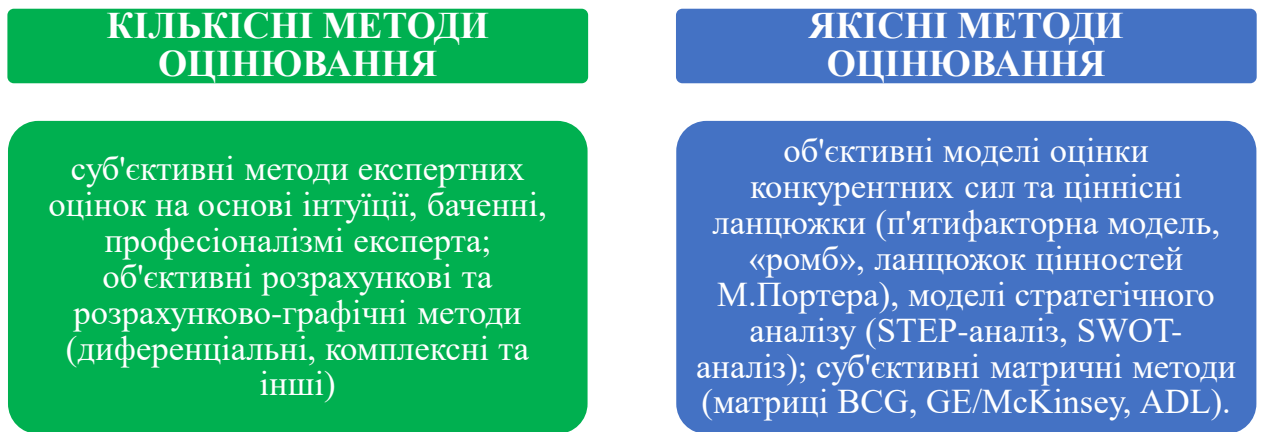 КІЛЬКІСНІ МЕТОДИ
ОЦІНЮВАННЯ
суб'єктивні методи експертних
оцінок на основі інтуїції, баченні,
професіоналізмі експерта;
об'єктивні розрахункові та
розрахунково-графічні методи
(диференціальні, комплексні та
інші)
ЯКІСНІ МЕТОДИ
ОЦІНЮВАННЯ
об'єктивні моделі оцінки
конкурентних сил та ціннісні
ланцюжки (п'ятифакторна модель,
«ромб», ланцюжок цінностей
М.Портера), моделі стратегічного
аналізу (STEP-аналіз, SWOT-
аналіз); суб'єктивні матричні методи
(матриці BCG, GE/McKinsey, ADL).